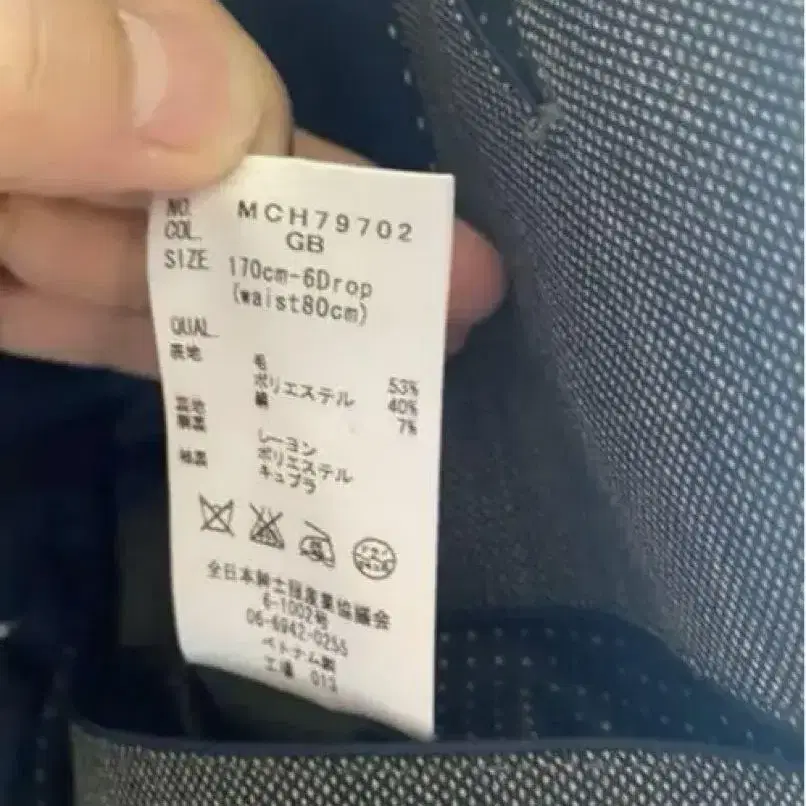 NO. MCH79702
COL. GB
SIZE 170cm-6Drop
(waist80cm)
QUAL.
表地 毛 53%
ポリエステル 40%
綿 7%
裏地
胴裏 レーヨン
ポリエステル
袖裏 キュプラ
全日本紳士服産業協議会
6-1002号
06-6942-0255
ベトナム製
工場 013